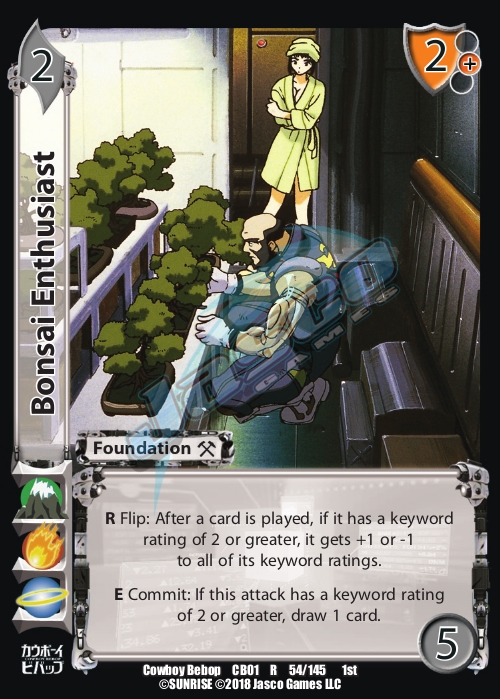 2
2
+
Bonsai Enthusiast
JASCO
GAMES
Foundation
R Flip: After a card is played, if it has a keyword
rating of 2 or greater, it gets +1 or -1
to all of its keyword ratings.
E Commit: If this attack has a keyword rating
of 2 or greater, draw 1 card.
5
カウボーイ
ビバップ
Cowboy Bebop CB01 R 54/145 1st
©SUNRISE ©2018 Jasco Games LLC